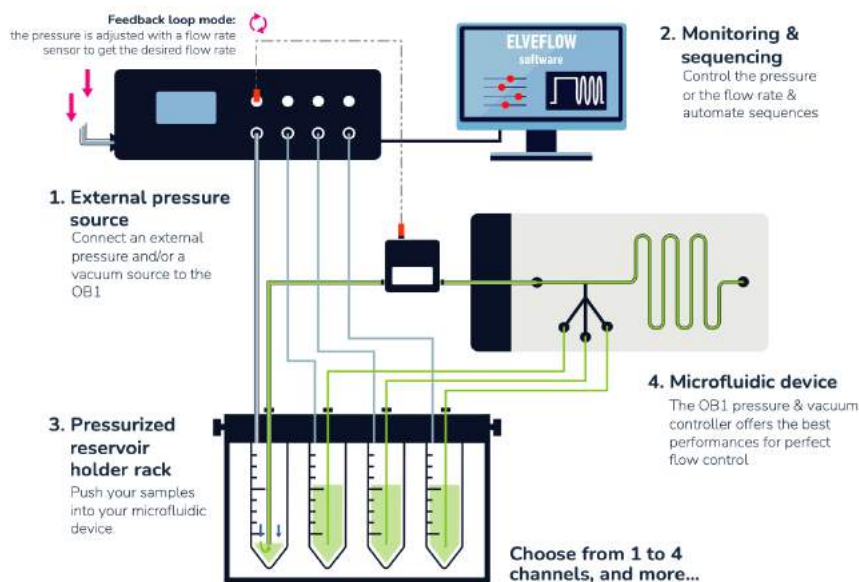 Feedback loop mode:
the pressure is adjusted with a flow rate
sensor to get the desired flow rate
ELVEFLOW
software
2. Monitoring &
sequencing
Control the pressure
or the flow rate &
automate sequences
1. External pressure
source
Connect an external
pressure and/or a
vacuum source to the
OB1
3. Pressurized
reservoir
holder rack
Push your samples
into your microfluidic
device.
4. Microfluidic device
The OB1 pressure & vacuum
controller offers the best
performances for perfect
flow control
Choose from 1 to 4
channels, and more...